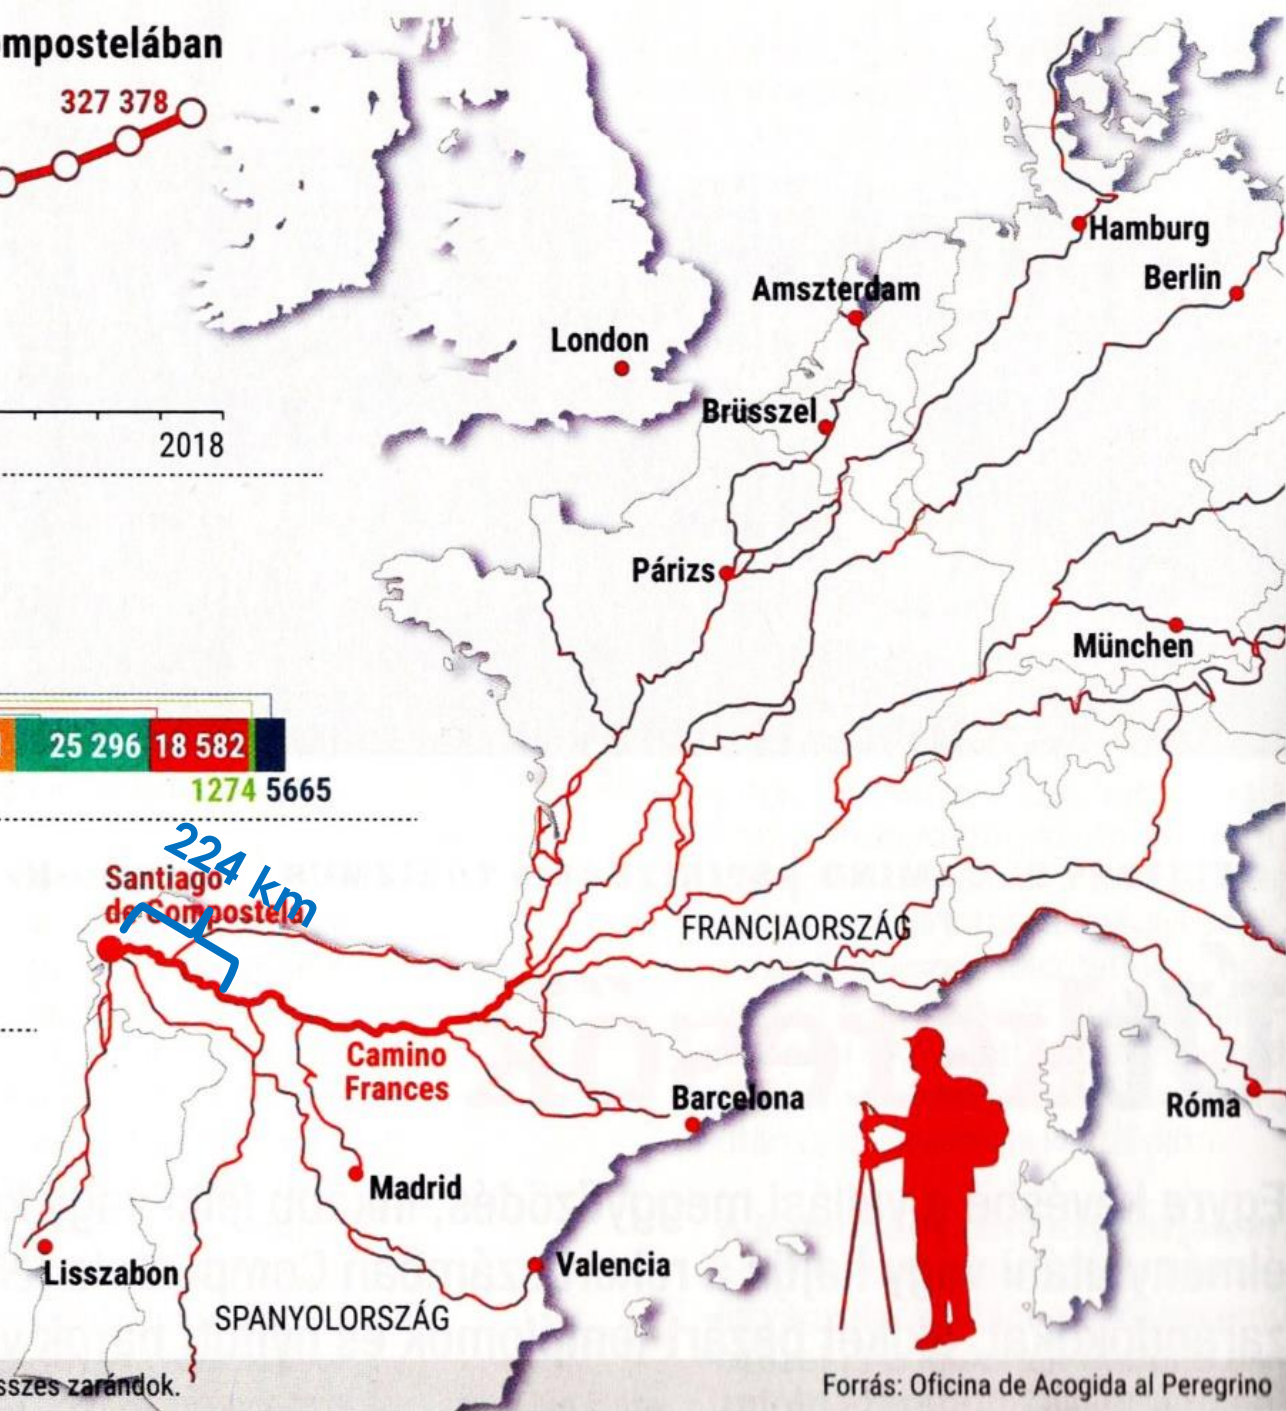 ompostelában
327 378
2018
Hamburg
Berlin
Amszterdam
London
Brüsszel
Párizs
München
25 296
18 582
1274
5665
224 km
Santiago
de Compostela
FRANCIAORSZÁG
Camino
Frances
Barcelona
Róma
Madrid
Lisszabon
Valencia
SPANYOLORSZÁG
sszes zarándok.
Forrás: Oficina de Acogida al Peregrino